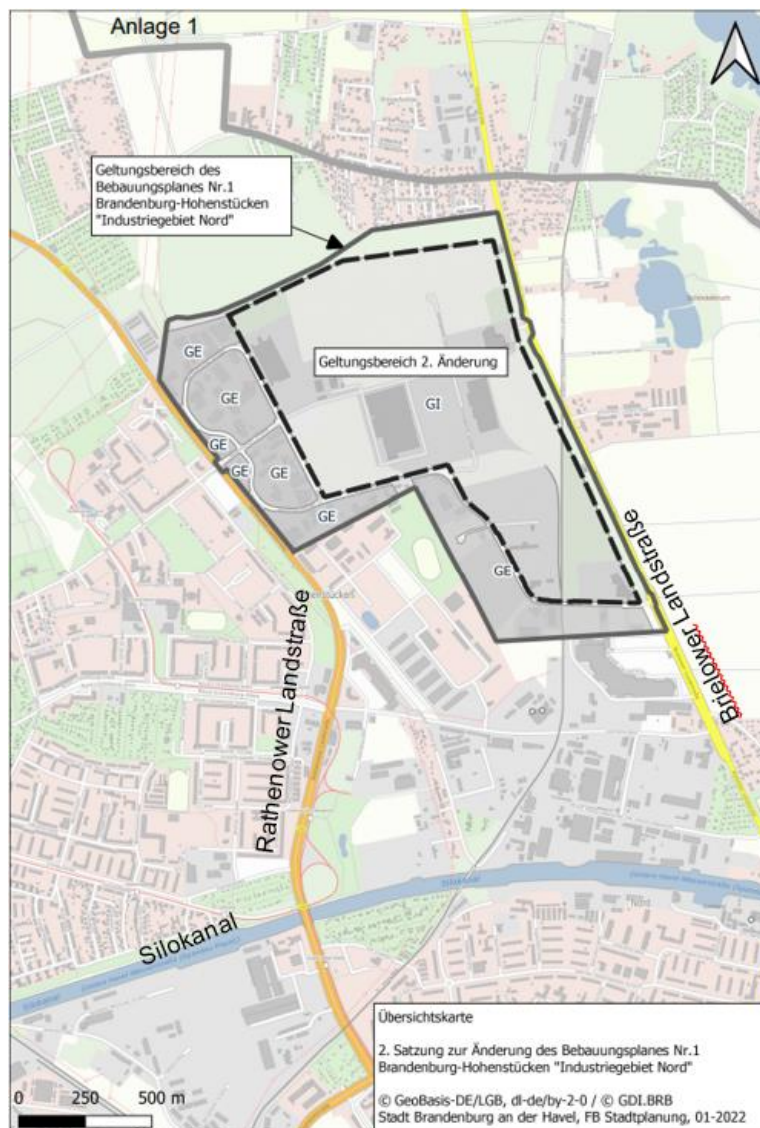 Anlage 1
Geltungsbereich des
Bebauungsplanes Nr.1
Brandenburg-Hohenstücken
"Industriegebiet Nord"
GE
Geltungsbereich 2. Änderung
GE
GI
GE
GE
GE
GE
GE
Brielower Landstraße
Rathenower Landstraße
Silokanal
Silokanal
Silokanal
Nord
Übersichtskarte
2. Satzung zur Änderung des Bebauungsplanes Nr.1
Brandenburg-Hohenstücken "Industriegebiet Nord"
0 250 500 m
© GeoBasis-DE/LGB, dl-de/by-2-0 / © GDI.BRB
Stadt Brandenburg an der Havel, FB Stadtplanung, 01-2022